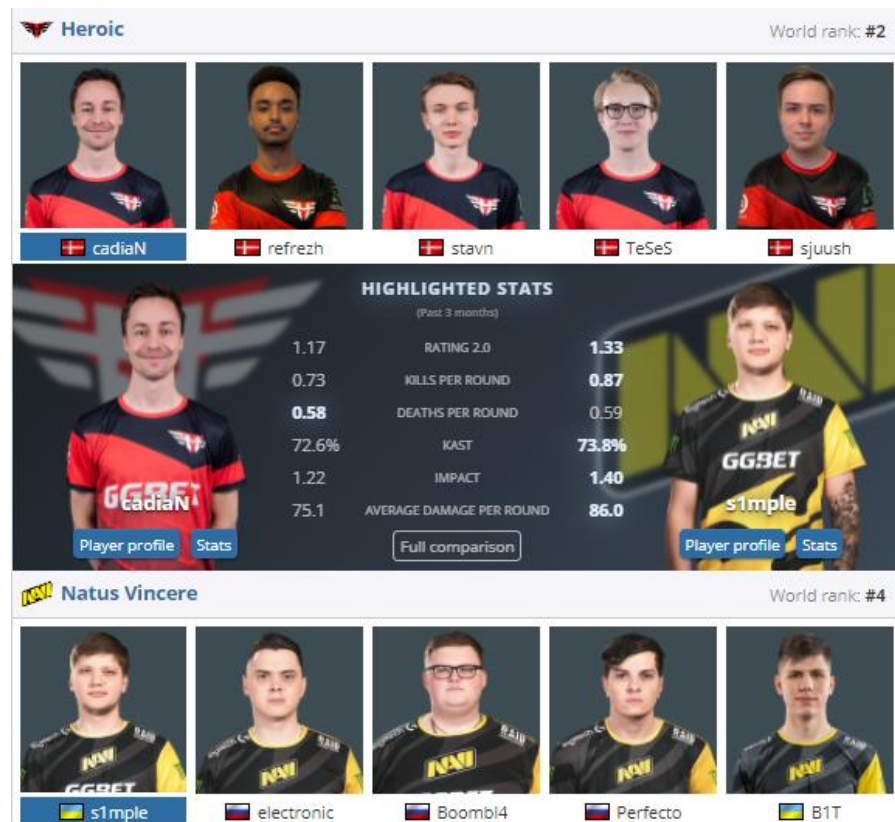 Heroic World rank: #2
cadiaN refrezh stavn TeSeS sjuush
HIGHLIGHTED STATS
(Past 3 months)
1.17 RATING 2.0 1.33
0.73 KILLS PER ROUND 0.87
0.58 DEATHS PER ROUND 0.59
72.6% KAST 73.8%
1.22 IMPACT 1.40
75.1 AVERAGE DAMAGE PER ROUND 86.0
GGBET
cadiaN
NAVI
GGBET
s1mple
Player profile Stats Full comparison Player profile Stats
Natus Vincere World rank: #4
s1mple electronic Boombl4 Perfecto B1T